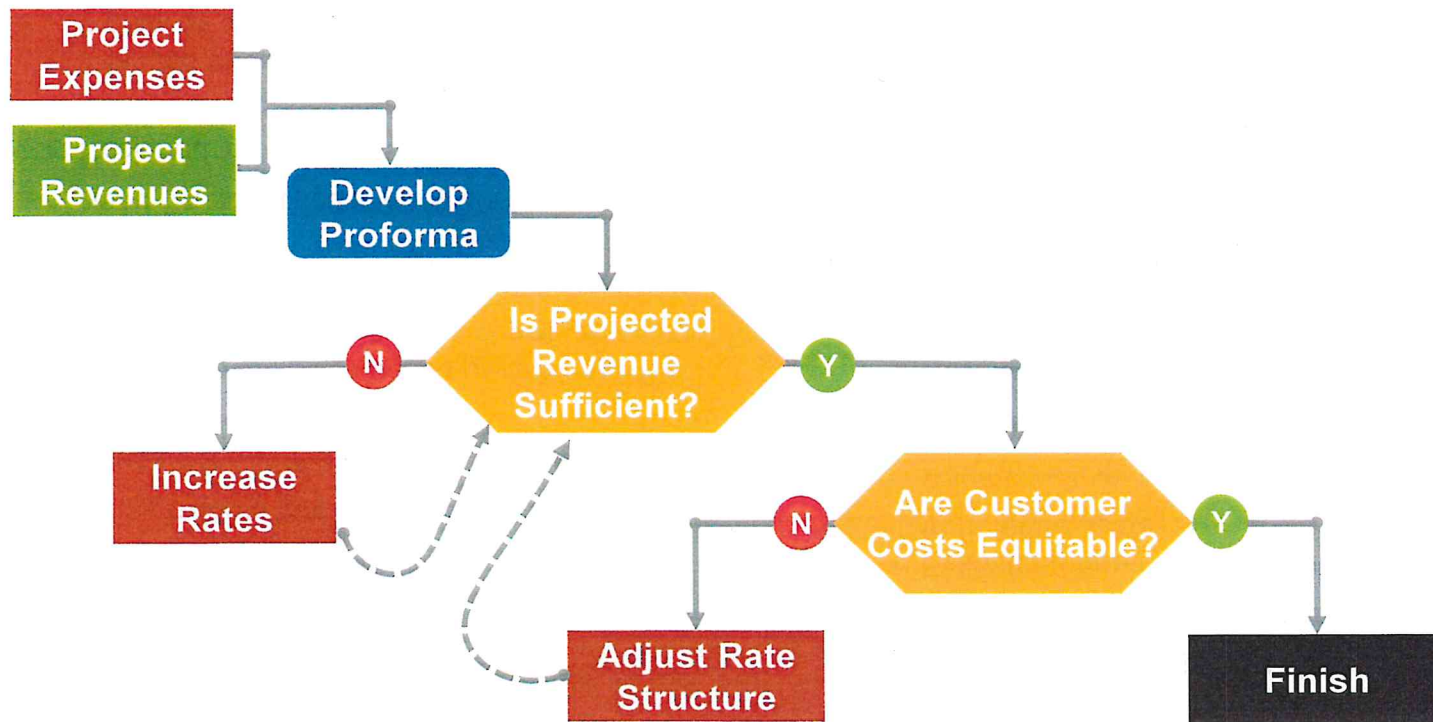 Project
Expenses
Project
Revenues
Develop
Proforma
Is Projected
Revenue
Sufficient?
N
Y
Increase
Rates
Are Customer
Costs Equitable?
N
Y
Adjust Rate
Structure
Finish